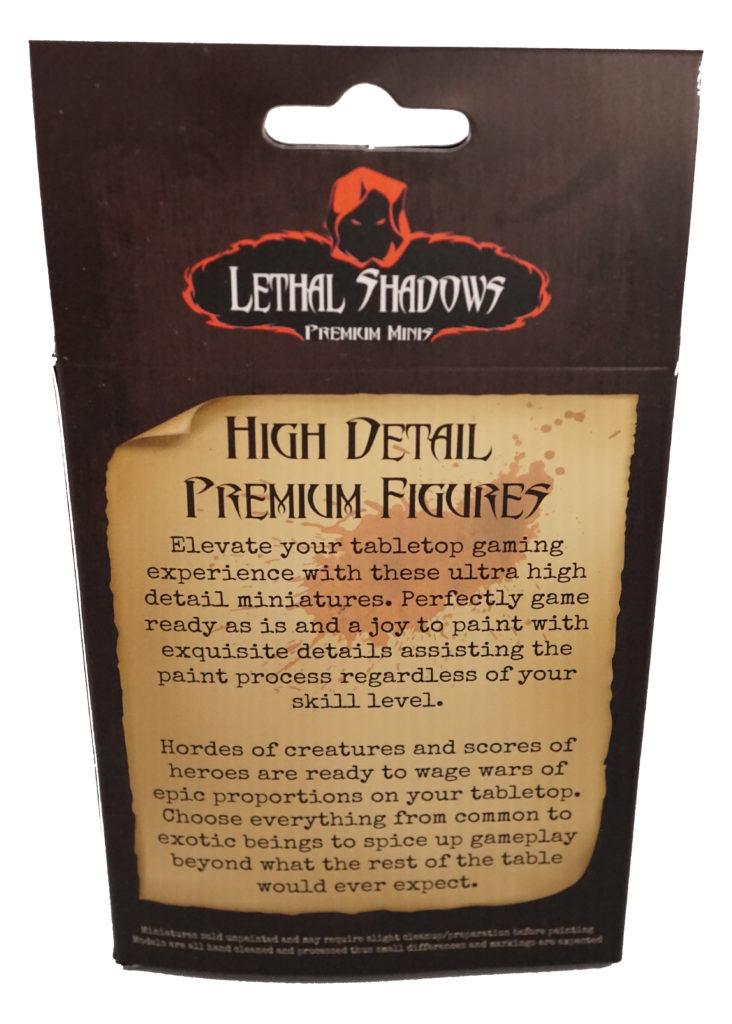 LETHAL SHADOWS
PREMIUM MINIS
HIGH DETAIL
PREMIUM FIGURES
Elevate your tabletop gaming
experience with these ultra high
detail miniatures. Perfectly game
ready as is and a joy to paint with
exquisite details assisting the
paint process regardless of your
skill level.
Hordes of creatures and scores of
heroes are ready to wage wars of
epic proportions on your tabletop.
Choose everything from common to
exotic beings to spice up gameplay
beyond what the rest of the table
would ever expect.
Miniatures sold unpainted and may require slight cleanup/preparation before painting
Models are all hand cleaned and processed thus small differences and markings are expected